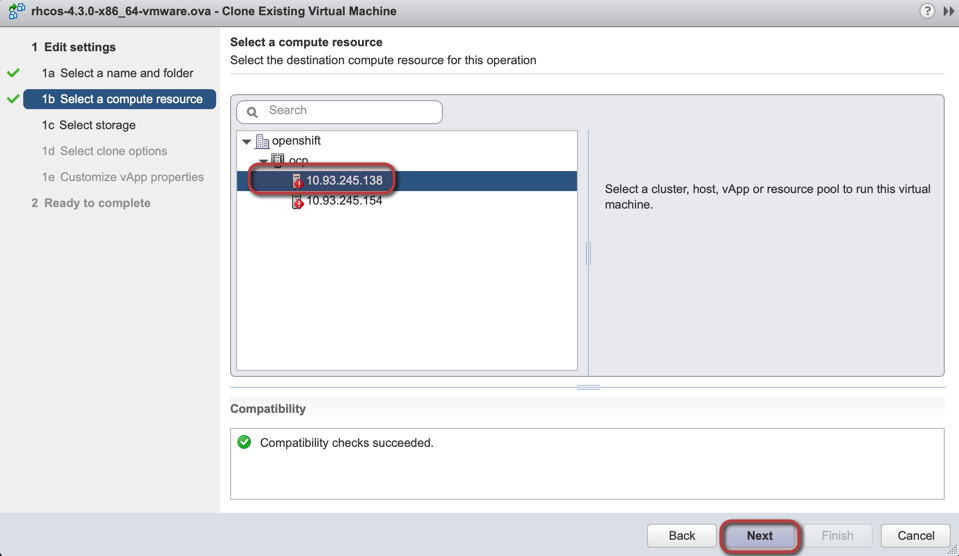 rhcos-4.3.0-x86_64-vmware.ova - Clone Existing Virtual Machine
?
1 Edit settings
1a Select a name and folder
1b Select a compute resource
1c Select storage
1d Select clone options
1e Customize vApp properties
2 Ready to complete
Select a compute resource
Select the destination compute resource for this operation
Search
openshift
ocp
10.93.245.138
10.93.245.154
Select a cluster, host, vApp or resource pool to run this virtual
machine.
Compatibility
Compatibility checks succeeded.
Back
Next
Finish
Cancel